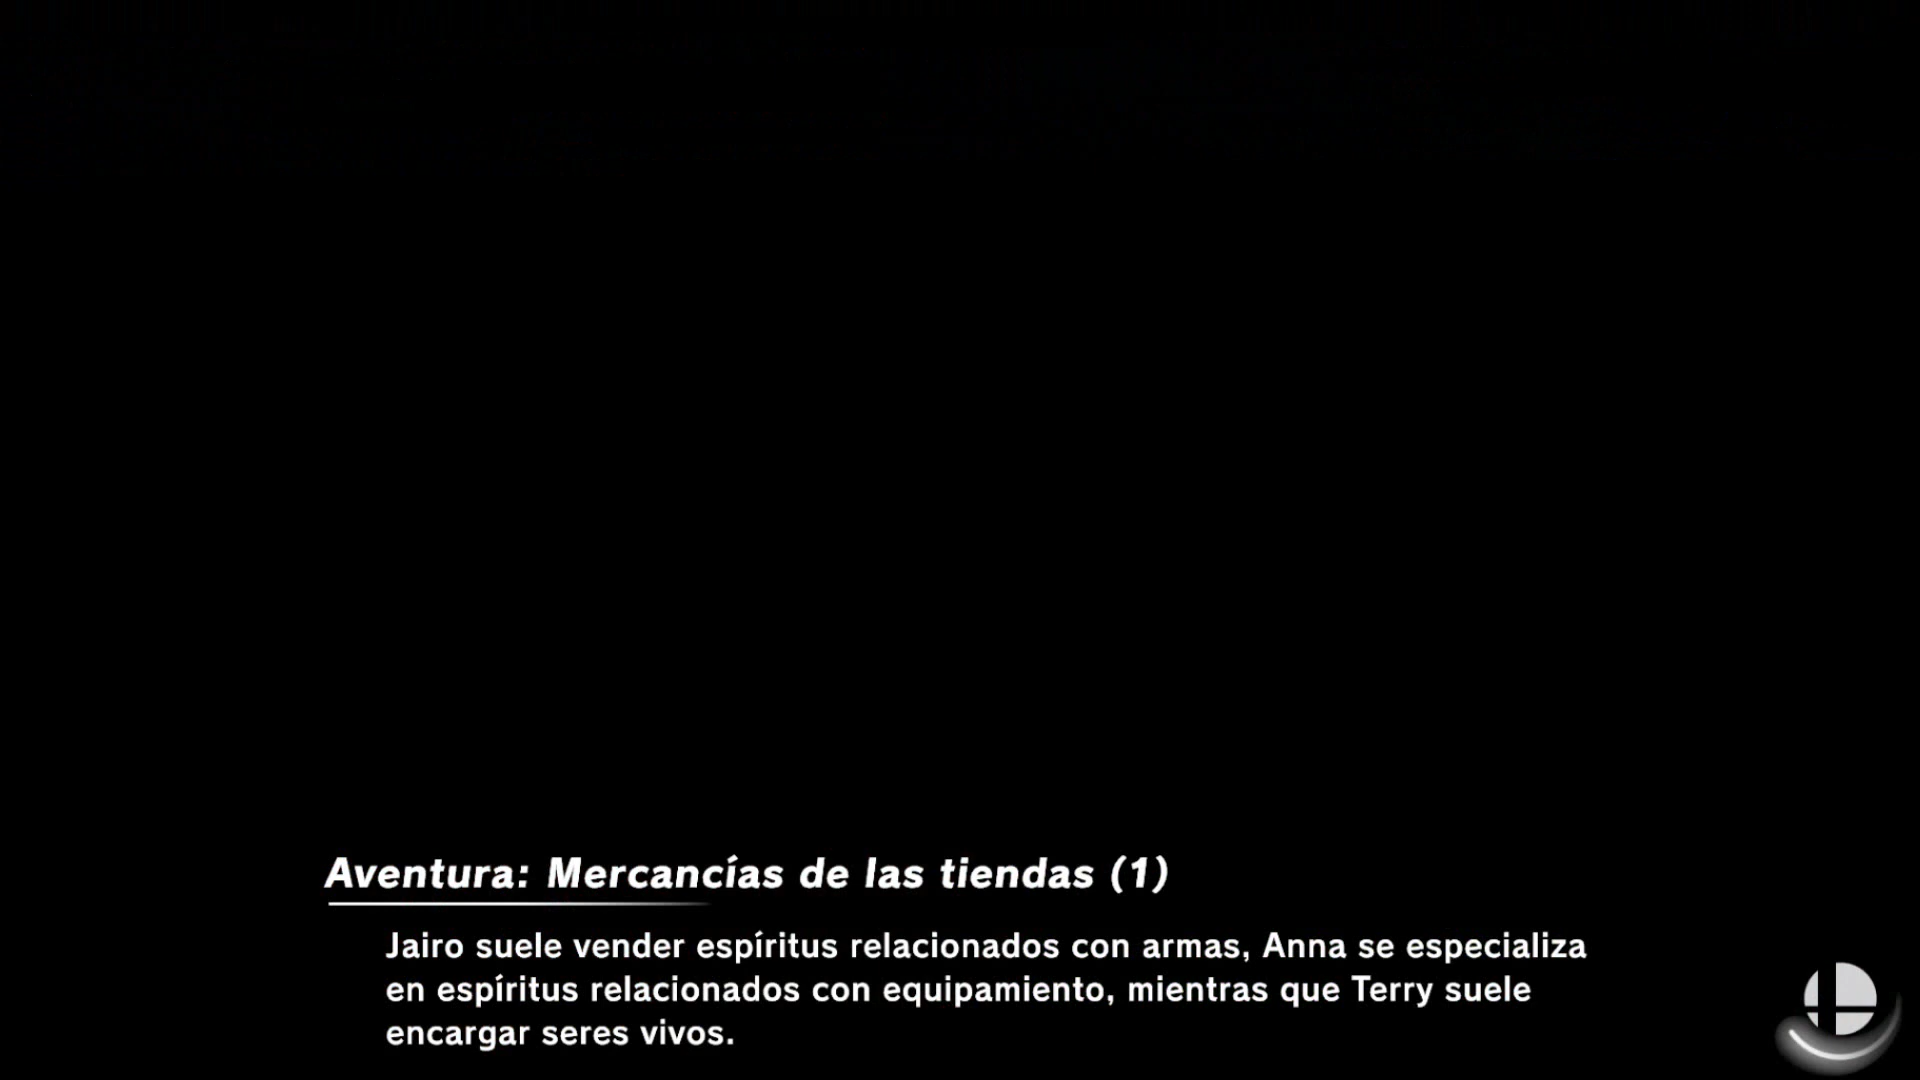 Aventura: Mercancías de las tiendas (1)
Jairo suele vender espíritus relacionados con armas, Anna se especializa
en espíritus relacionados con equipamiento, mientras que Terry suele
encargar seres vivos.